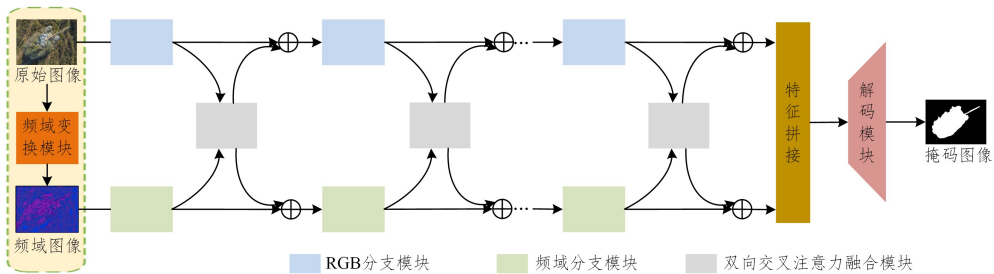 原始图像
频域变
换模块
频域图像
···
···
···
···
特征拼接
解码模块
掩码图像
RGB分支模块
频域分支模块
双向交叉注意力融合模块